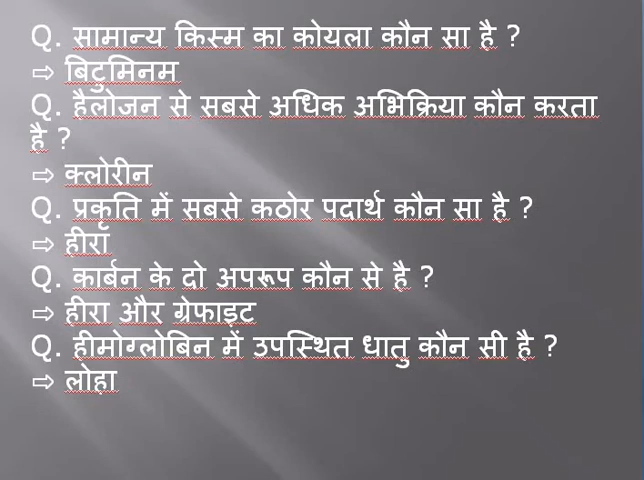 Q. सामान्य किस्म का कोयला कौन सा है ?
⇨ बिटुमिनम
Q. हैलोजन से सबसे अधिक अभिक्रिया कौन करता
है ?
⇨ क्लोरीन
Q. प्रकृति में सबसे कठोर पदार्थ कौन सा है ?
⇨ हीरा
Q. कार्बन के दो अपरूप कौन से है ?
⇨ हीरा और ग्रेफाइट
Q. हीमोग्लोबिन में उपस्थित धातु कौन सी है ?
⇨ लोहा